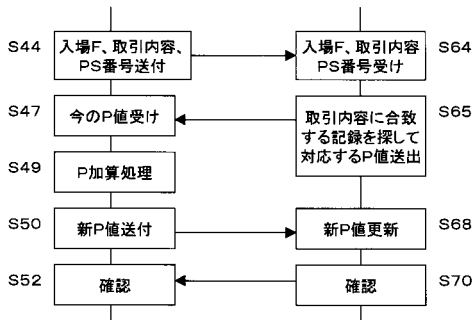 S44
入場F、取引内容、
PS番号送付
入場F、取引内容
PS番号受け
S64
S47
今のP値受け
取引内容に合致
する記録を探して
対応するP値送出
S65
S49
P加算処理
S50
新P値送付
新P値更新
S68
S52
確認
確認
S70